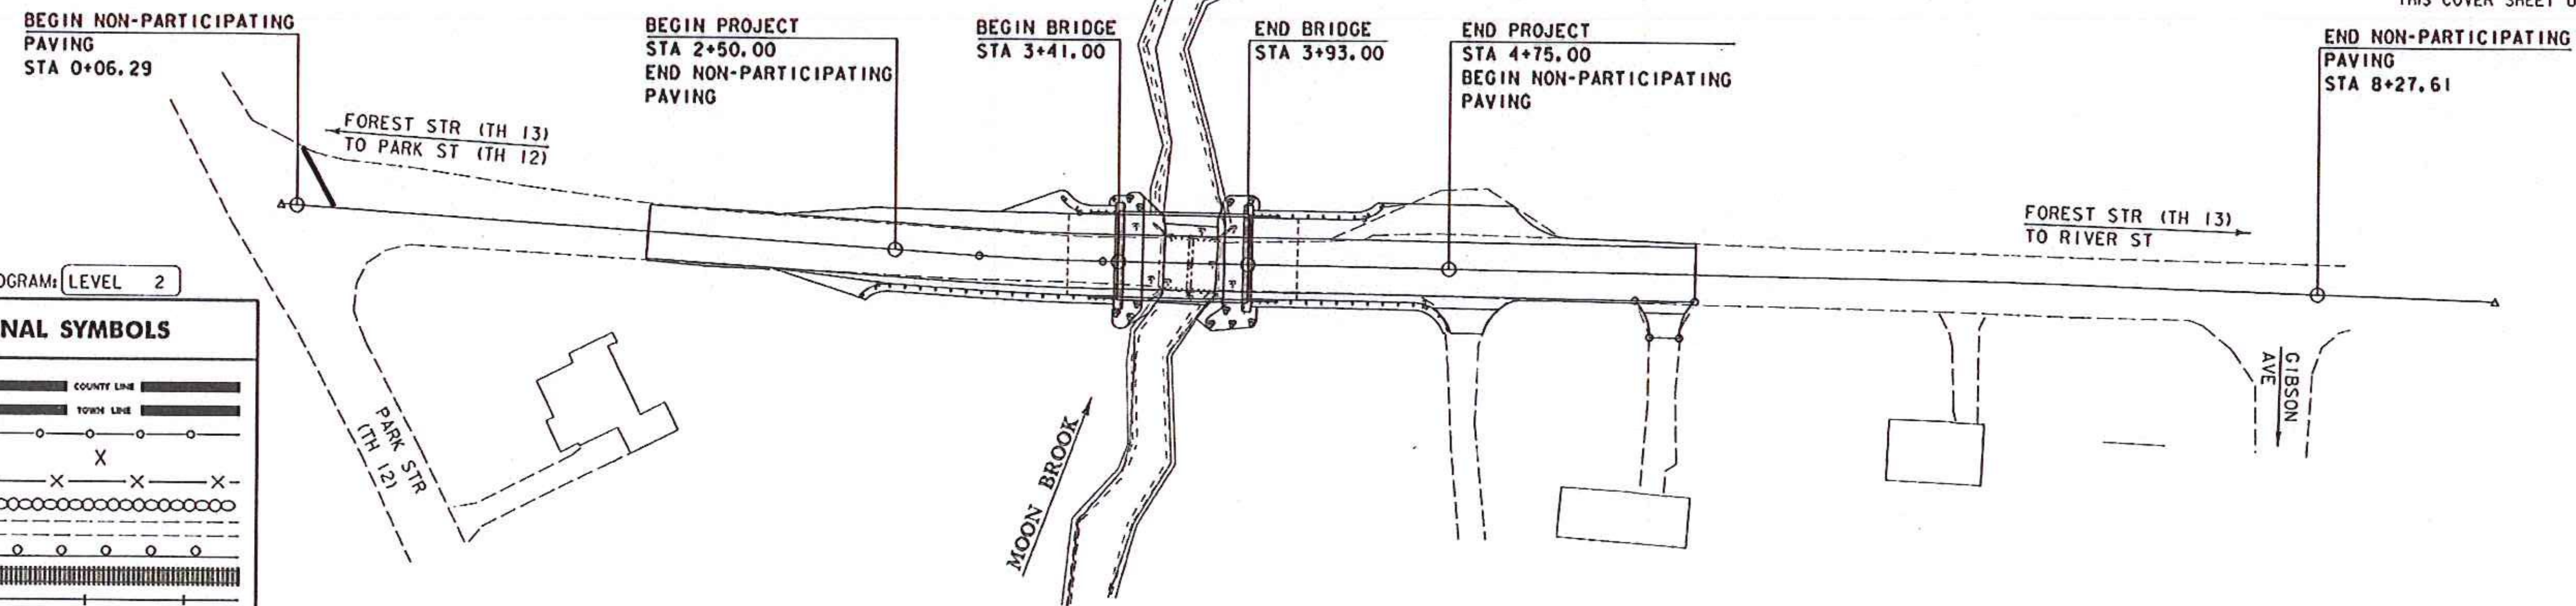 THIS COVER SHEET
BEGIN NON-PARTICIPATING
PAVING
STA 0+06.29
BEGIN PROJECT
STA 2+50.00
END NON-PARTICIPATING
PAVING
BEGIN BRIDGE
STA 3+41.00
END BRIDGE
STA 3+93.00
END PROJECT
STA 4+75.00
BEGIN NON-PARTICIPATING
PAVING
END NON-PARTICIPATING
PAVING
STA 8+27.61
FOREST STR (TH 13)
TO PARK ST (TH 12)
FOREST STR (TH 13)
TO RIVER ST
OGRAM: LEVEL 2
NAL SYMBOLS
COUNTY LINE
TOWN LINE
PARK STR
(TH 12)
MOON BROOK
GIBSON
AVE